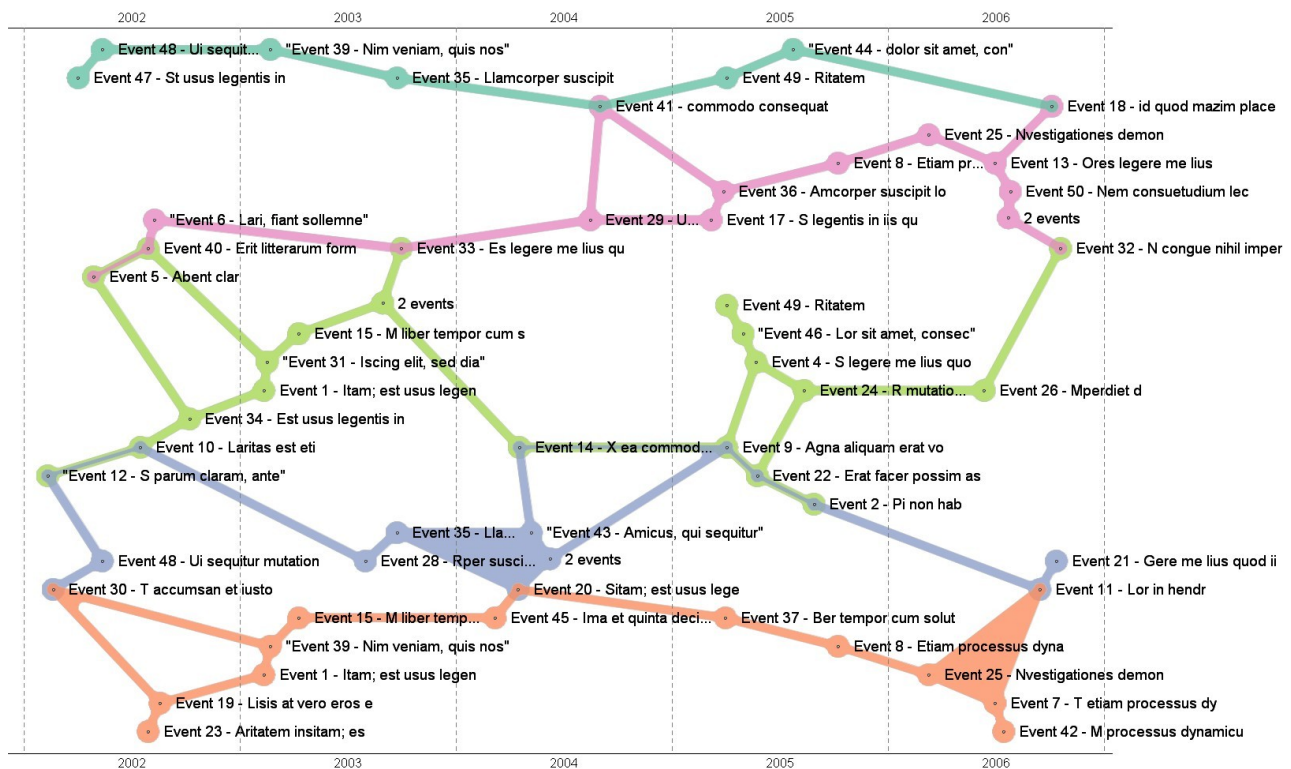 2002 2003 2004 2005 2006
Event 48 - Ui sequit... "Event 39 - Nim veniam, quis nos" "Event 44 - dolor sit amet, con"
Event 47 - St usus legentis in Event 35 - Llamcorper suscipit Event 49 - Ritatem
Event 41 - commodo consequat Event 18 - id quod mazim place
Event 25 - Nvestigationes demon
Event 8 - Etiam pr... Event 13 - Ores legere me lius
Event 36 - Amcorper suscipit lo Event 50 - Nem consuetudium lec
"Event 6 - Lari, fiant sollemne" Event 29 - U... Event 17 - S legentis in iis qu 2 events
Event 40 - Erit litterarum form Event 33 - Es legere me lius qu Event 32 - N congue nihil imper
Event 5 - Abent clar
2 events Event 49 - Ritatem
Event 15 - M liber tempor cum s "Event 46 - Lor sit amet, consec"
"Event 31 - Iscing elit, sed dia" Event 4 - S legere me lius quo
Event 1 - Itam; est usus legen Event 24 - R mutatio... Event 26 - Mperdiet d
Event 34 - Est usus legentis in
Event 10 - Laritas est eti Event 14 - X ea commod... Event 9 - Agna aliquam erat vo
"Event 12 - S parum claram, ante" Event 22 - Erat facer possim as
Event 2 - Pi non hab
Event 35 - Lla... "Event 43 - Amicus, qui sequitur"
Event 48 - Ui sequitur mutation Event 28 - Rper susci... 2 events Event 21 - Gere me lius quod ii
Event 30 - T accumsan et iusto Event 20 - Sitam; est usus lege Event 11 - Lor in hendr
Event 15 - M liber temp... Event 45 - Ima et quinta deci... Event 37 - Ber tempor cum solut
"Event 39 - Nim veniam, quis nos" Event 8 - Etiam processus dyna
Event 1 - Itam; est usus legen Event 25 - Nvestigationes demon
Event 19 - Lisis at vero eros e Event 7 - T etiam processus dy
Event 23 - Aritatem insitam; es Event 42 - M processus dynamicu
2002 2003 2004 2005 2006